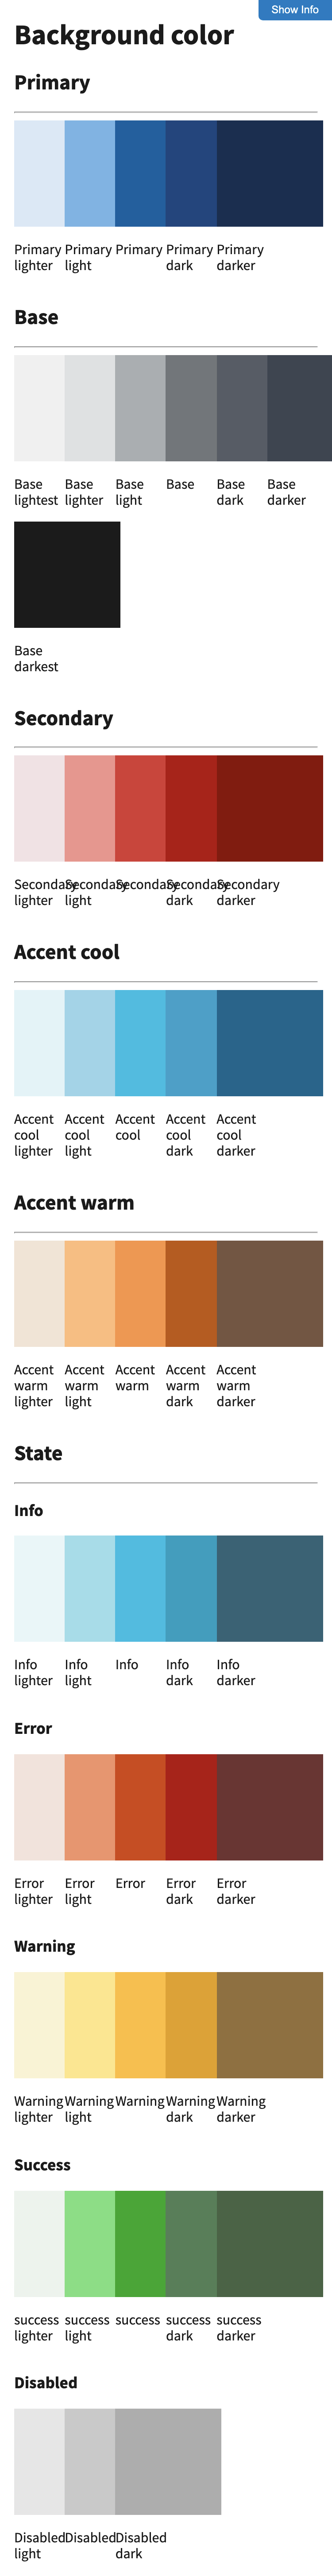 Show Info
Background color
Primary
Primary Primary Primary Primary Primary
lighter light dark darker
Base
Base Base Base Base Base Base
lightest lighter light dark darker
Base
darkest
Secondary
Secondary Secondary Secondary Secondary Secondary
lighter light dark darker
Accent cool
Accent Accent Accent Accent Accent
cool cool cool cool cool
lighter light dark darker
Accent warm
Accent Accent Accent Accent Accent
warm warm warm warm warm
lighter light dark darker
State
Info
Info Info Info Info Info
lighter light dark darker
Error
Error Error Error Error Error
lighter light dark darker
Warning
Warning Warning Warning Warning Warning
lighter light dark darker
Success
success success success success success
lighter light dark darker
Disabled
Disabled Disabled Disabled
light dark